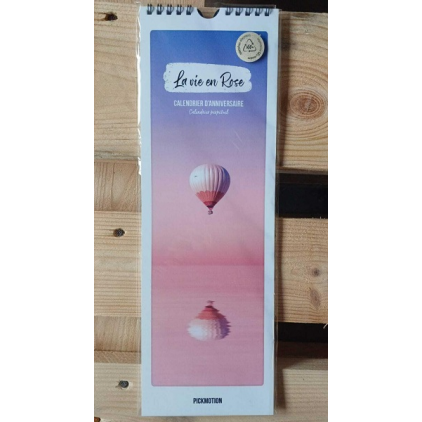 La vie en Rose
CALENDRIER D'ANNIVERSAIRE
Calendrier perpétuel
PICKMOTION